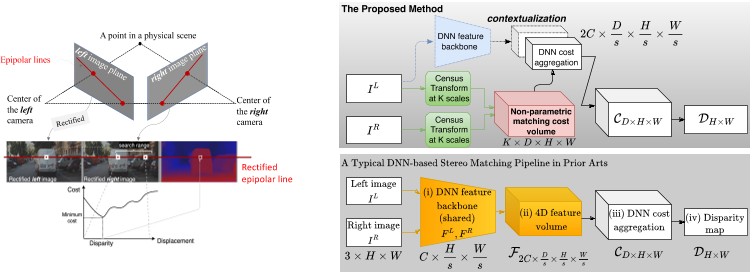 A point in a physical scene
left image plane
right image plane
Epipolar lines
Center of
the left
camera
Center of
the right
camera
Rectified
search range
Rectified left image
Rectified right image
Rectified
epipolar line
Cost
Minimum
cost
Disparity
Displacement
The Proposed Method
contextualization
DNN feature
backbone
2C × D/s × H/s × W/s
DNN cost
aggregation
I^L
Census
Transform
at K scales
I^R
Census
Transform
at K scales
Non-parametric
matching cost
volume
K × D × H × W
C_{D×H×W}
D_{H×W}
A Typical DNN-based Stereo Matching Pipeline in Prior Arts
Left image
I^L
Right image
I^R
3 × H × W
(i) DNN feature
backbone
(shared)
F^L, F^R
C × H/s × W/s
(ii) 4D feature
volume
F_{2C × D/s × H/s × W/s}
(iii) DNN cost
aggregation
C_{D×H×W}
(iv) Disparity
map
D_{H×W}